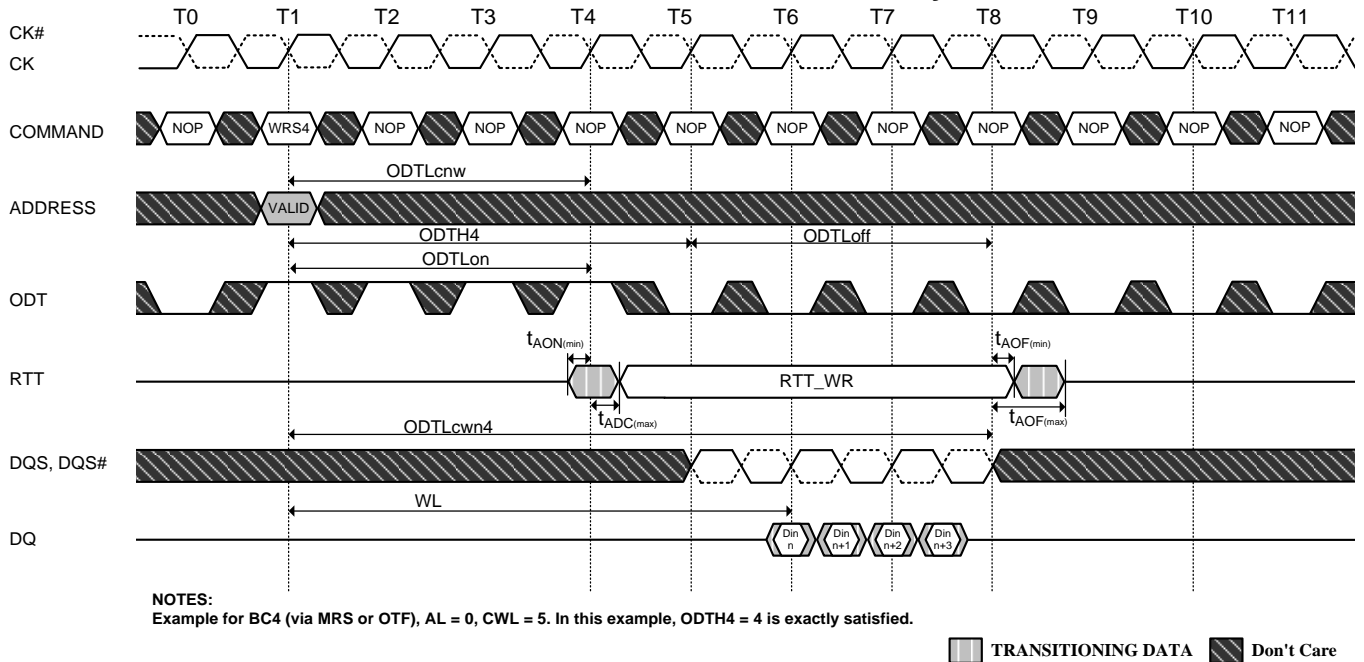 T0 T1 T2 T3 T4 T5 T6 T7 T8 T9 T10 T11
CK#
CK
COMMAND NOP WRS4 NOP NOP NOP NOP NOP NOP NOP NOP NOP NOP
ODTLcnw
ADDRESS VALID
ODTH4 ODTLoff
ODTLon
ODT
tAON(min) tAOF(min)
RTT RTT_WR
tADC(max) tAOF(max)
ODTLcwn4
DQS, DQS#
WL
DQ Din n Din n+1 Din n+2 Din n+3
NOTES:
Example for BC4 (via MRS or OTF), AL = 0, CWL = 5. In this example, ODTH4 = 4 is exactly satisfied.
TRANSITIONING DATA Don't Care